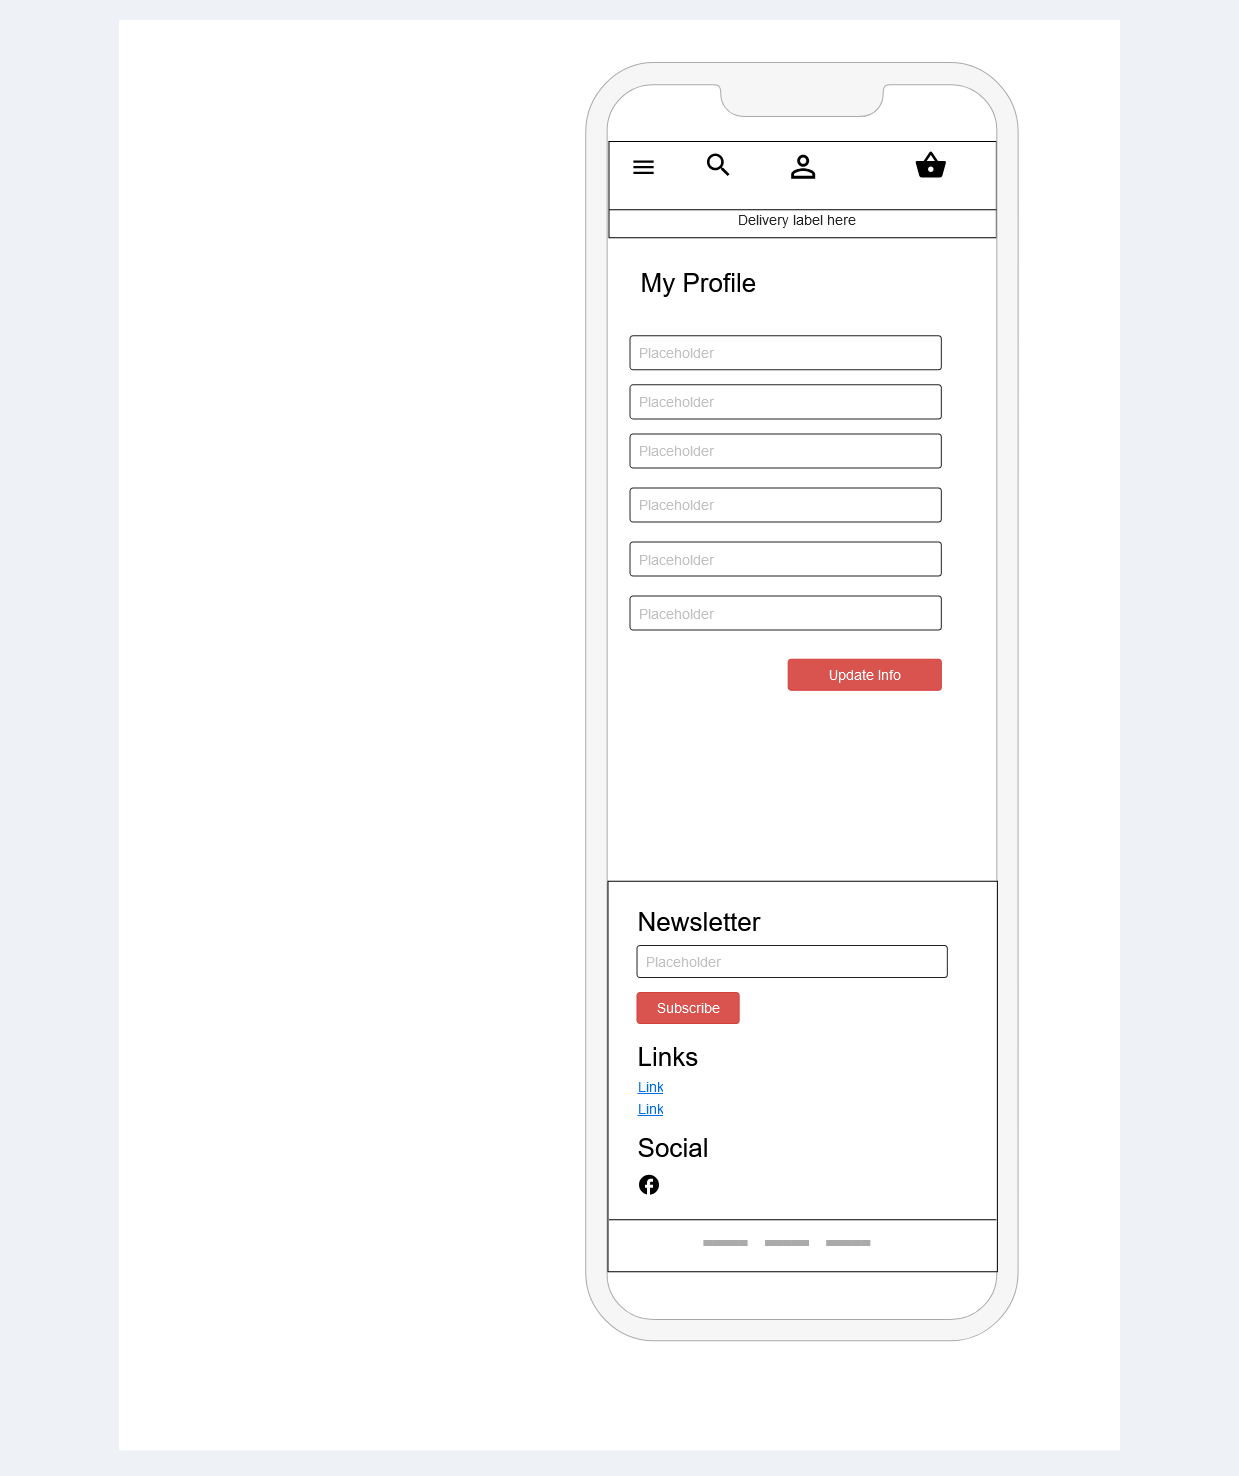 Delivery label here
My Profile
Placeholder
Placeholder
Placeholder
Placeholder
Placeholder
Placeholder
Update Info
Newsletter
Placeholder
Subscribe
Links
Link
Link
Social